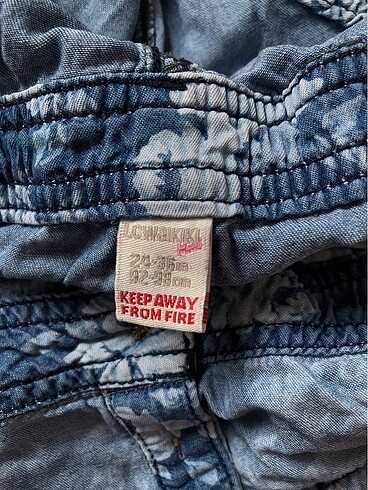 LCWAIKIKI
24-36m
92-98cm
KEEP AWAY
FROM FIRE